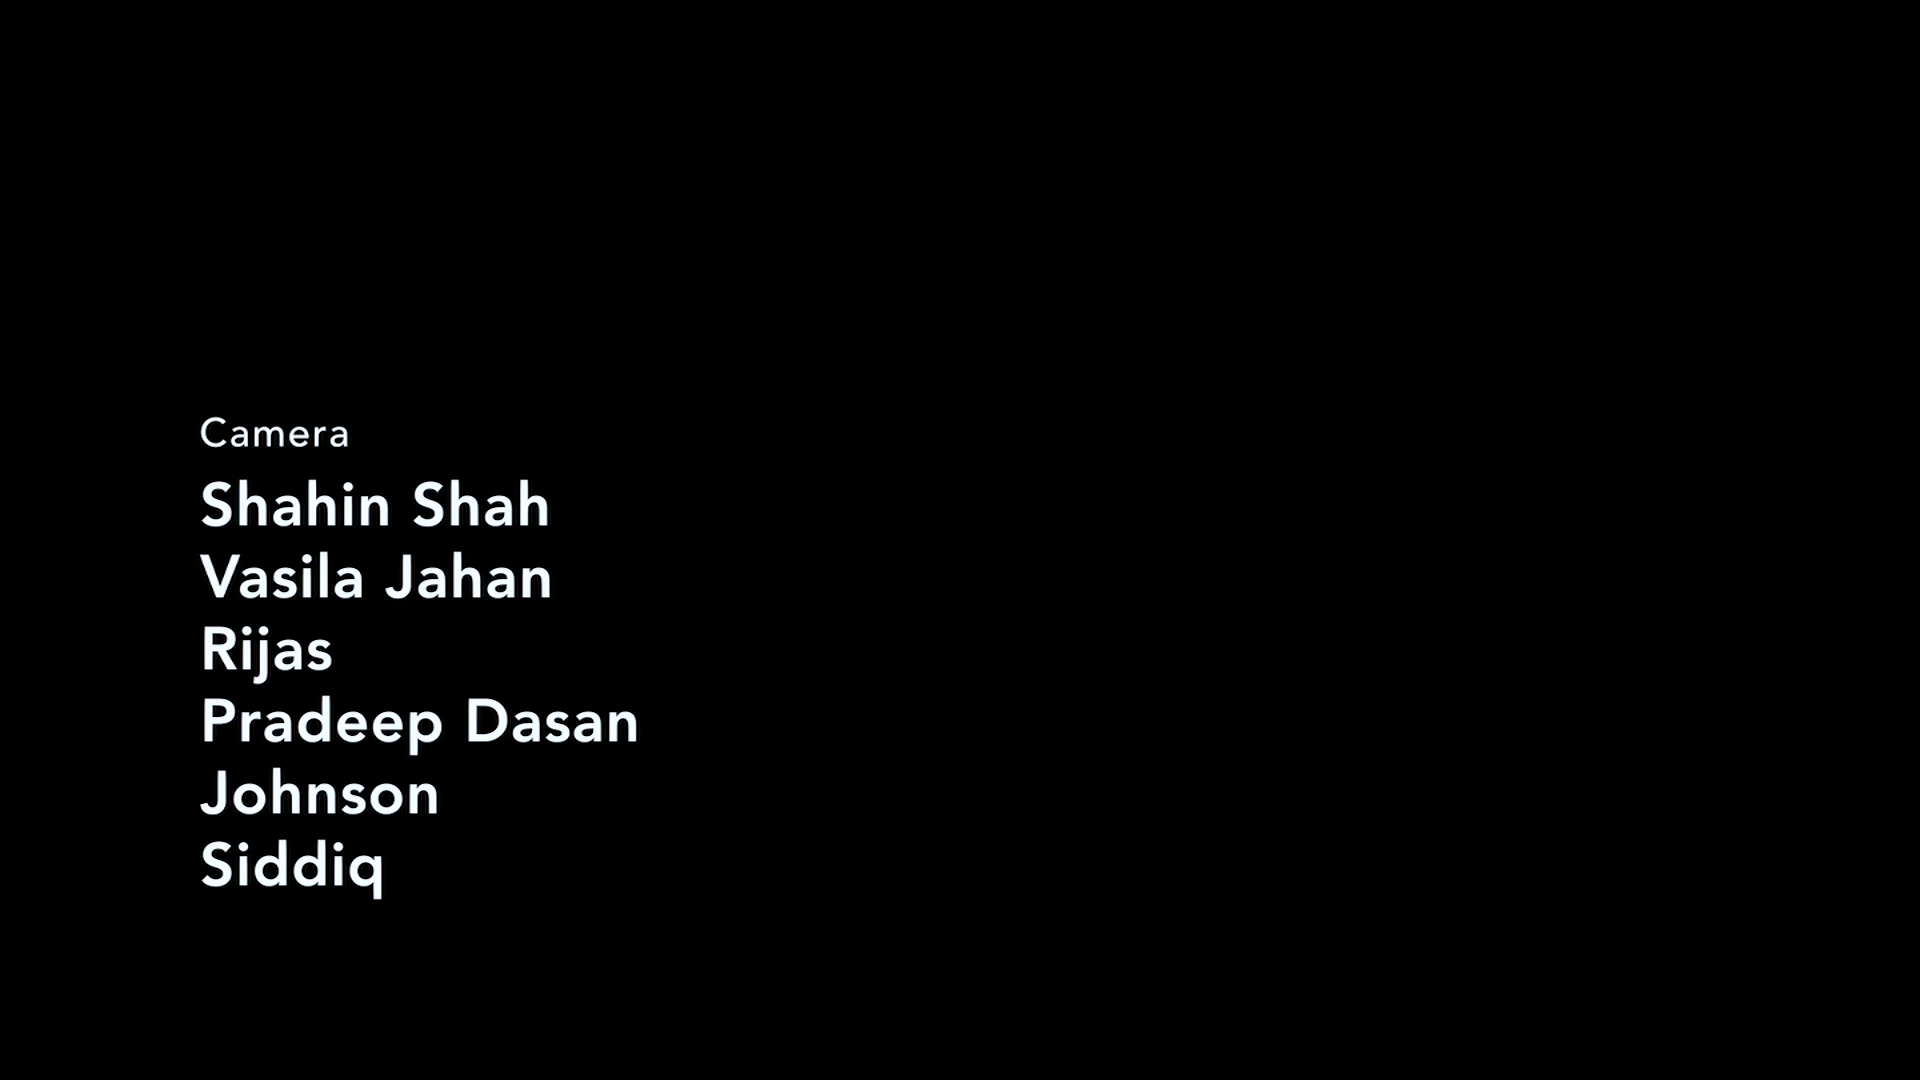 Camera
Shahin Shah
Vasila Jahan
Rijas
Pradeep Dasan
Johnson
Siddiq